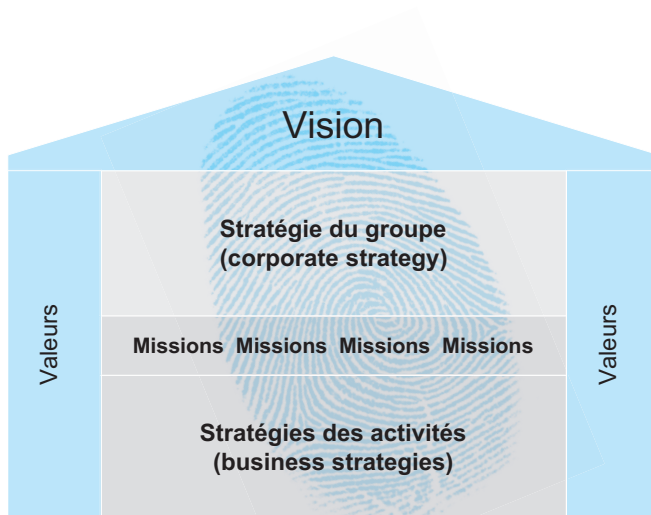 Vision
Valeurs
Stratégie du groupe
(corporate strategy)
Missions Missions Missions Missions
Stratégies des activités
(business strategies)
Valeurs